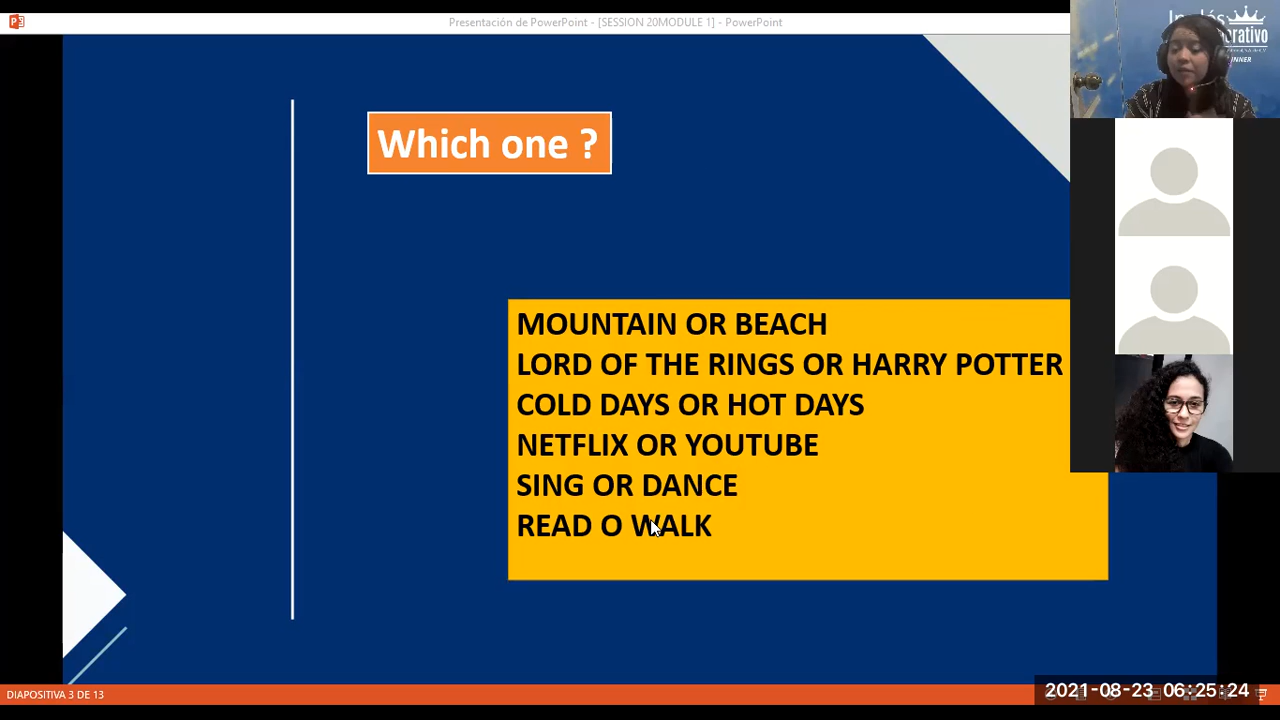 Presentación de PowerPoint - [SESSION 20MODULE 1] - PowerPoint
Which one ?
MOUNTAIN OR BEACH
LORD OF THE RINGS OR HARRY POTTER
COLD DAYS OR HOT DAYS
NETFLIX OR YOUTUBE
SING OR DANCE
READ O WALK
DIAPOSITIVA 3 DE 13
2021-08-23 06:25:24